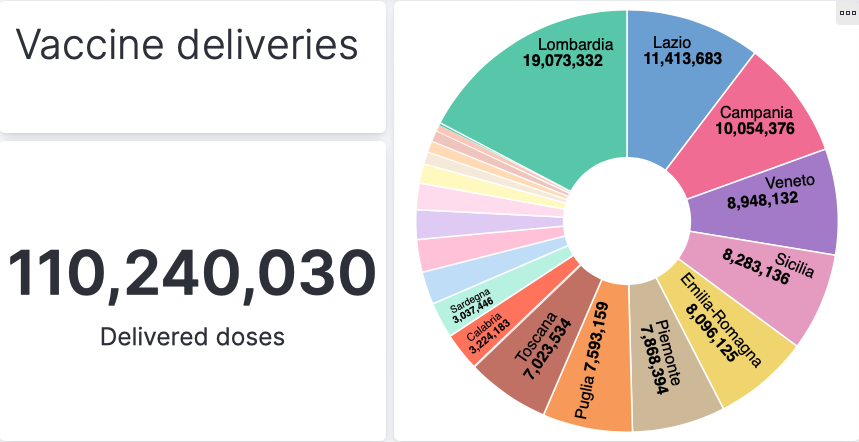 Vaccine deliveries
110,240,030
Delivered doses
Lombardia
19,073,332
Lazio
11,413,683
Campania
10,054,376
Veneto
8,948,132
Sicilia
8,283,136
Emilia-Romagna
8,096,125
Piemonte
7,868,394
Puglia 7,593,159
Toscana
7,023,534
Calabria
3,224,183
Sardegna
3,037,446